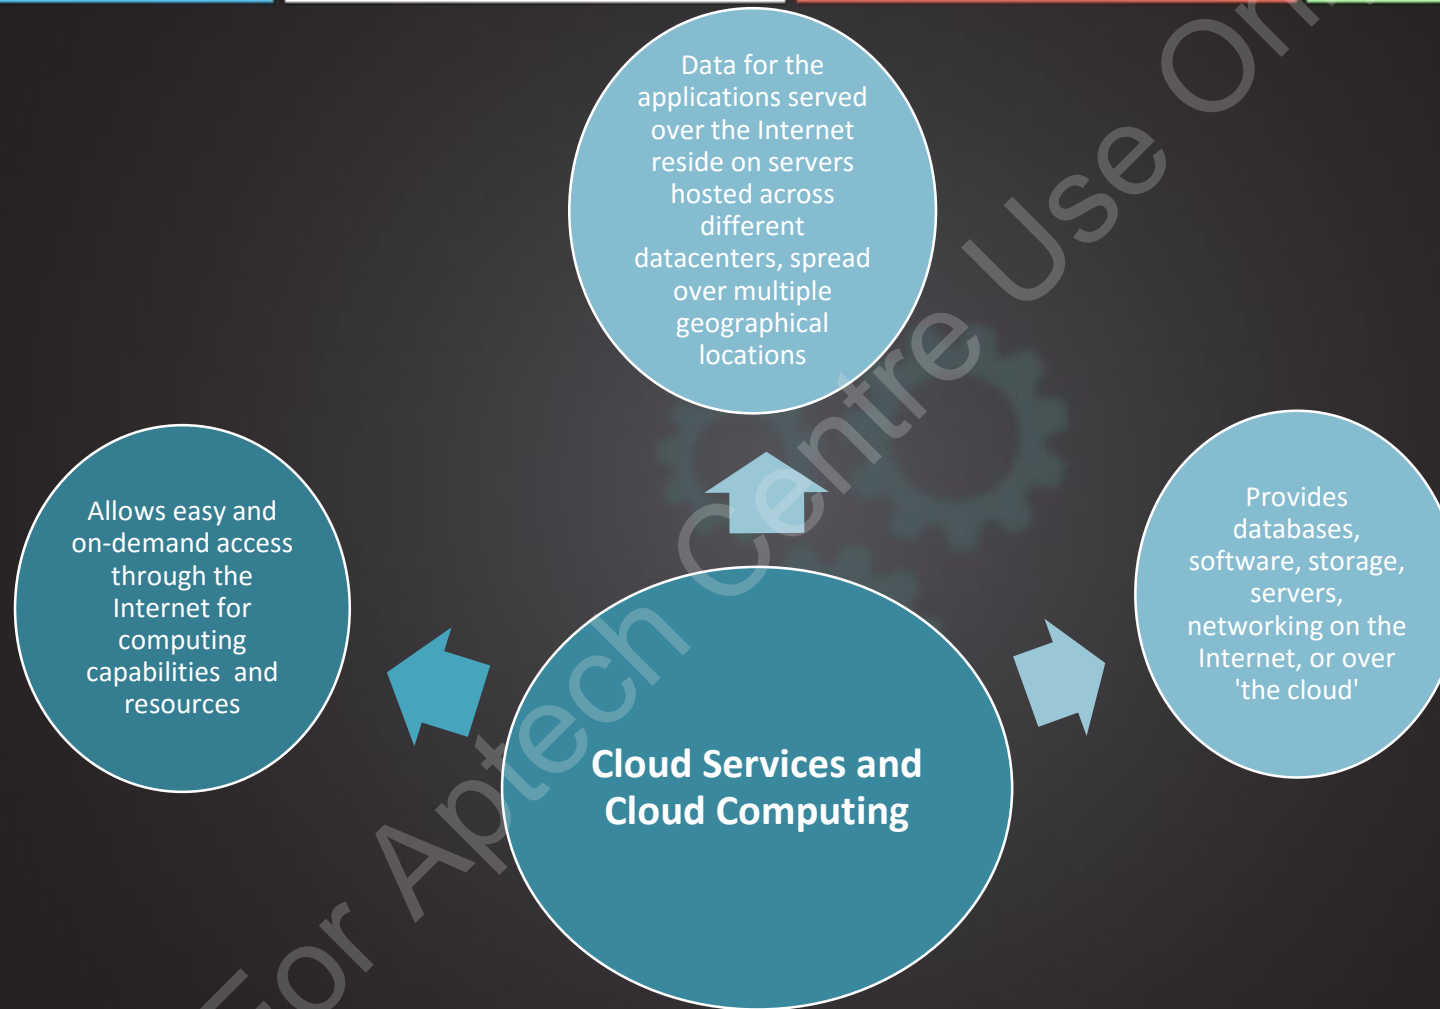 Data for the
applications served
over the Internet
reside on servers
hosted across
different
datacenters, spread
over multiple
geographical
locations
Allows easy and
on-demand access
through the
Internet for
computing
capabilities  and
resources
Provides
databases,
software, storage,
servers,
networking on the
Internet, or over
'the cloud'
Cloud Services and
Cloud Computing
For Aptech Centre Use